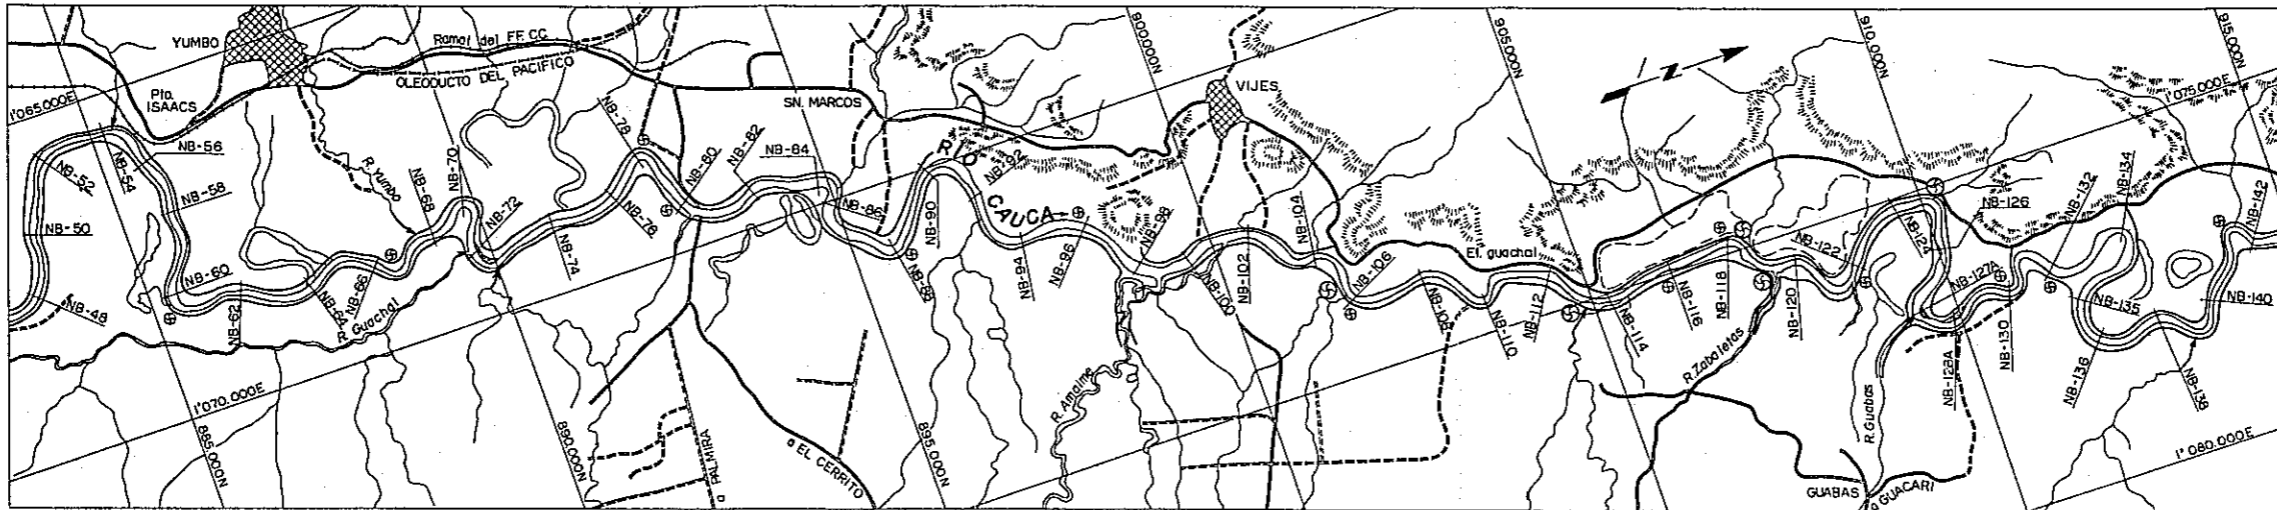 YUMBO
Ramal del FF. CC.
OLEODUCTO DEL PACIFICO
Pto.
ISAACS
1'065.000E
SN. MARCOS
VIJES
900.000N
905.000N
910.000N
915.000N
1'075.000E
N
NB-48
NB-50
NB-52
NB-54
NB-56
NB-58
NB-60
NB-62
NB-64
NB-66
NB-68
NB-70
NB-72
NB-74
NB-76
NB-78
NB-80
NB-82
NB-84
NB-86
NB-88
NB-90
NB-92
NB-94
NB-96
NB-98
NB-100
NB-102
NB-104
NB-106
NB-108
NB-110
NB-112
NB-114
NB-116
NB-118
NB-120
NB-122
NB-124
NB-126
NB-127A
NB-128A
NB-130
NB-132
NB-134
NB-135
NB-136
NB-138
NB-140
NB-142
R. Yumbo
R. Guachal
RIO
CAUCA
El guachal
R. Amaime
R. Zabaletas
R. Guabas
1'070.000E
885.000N
890.000N
895.000N
a PALMIRA
a EL CERRITO
GUABAS
a GUACARI
1'080.000E